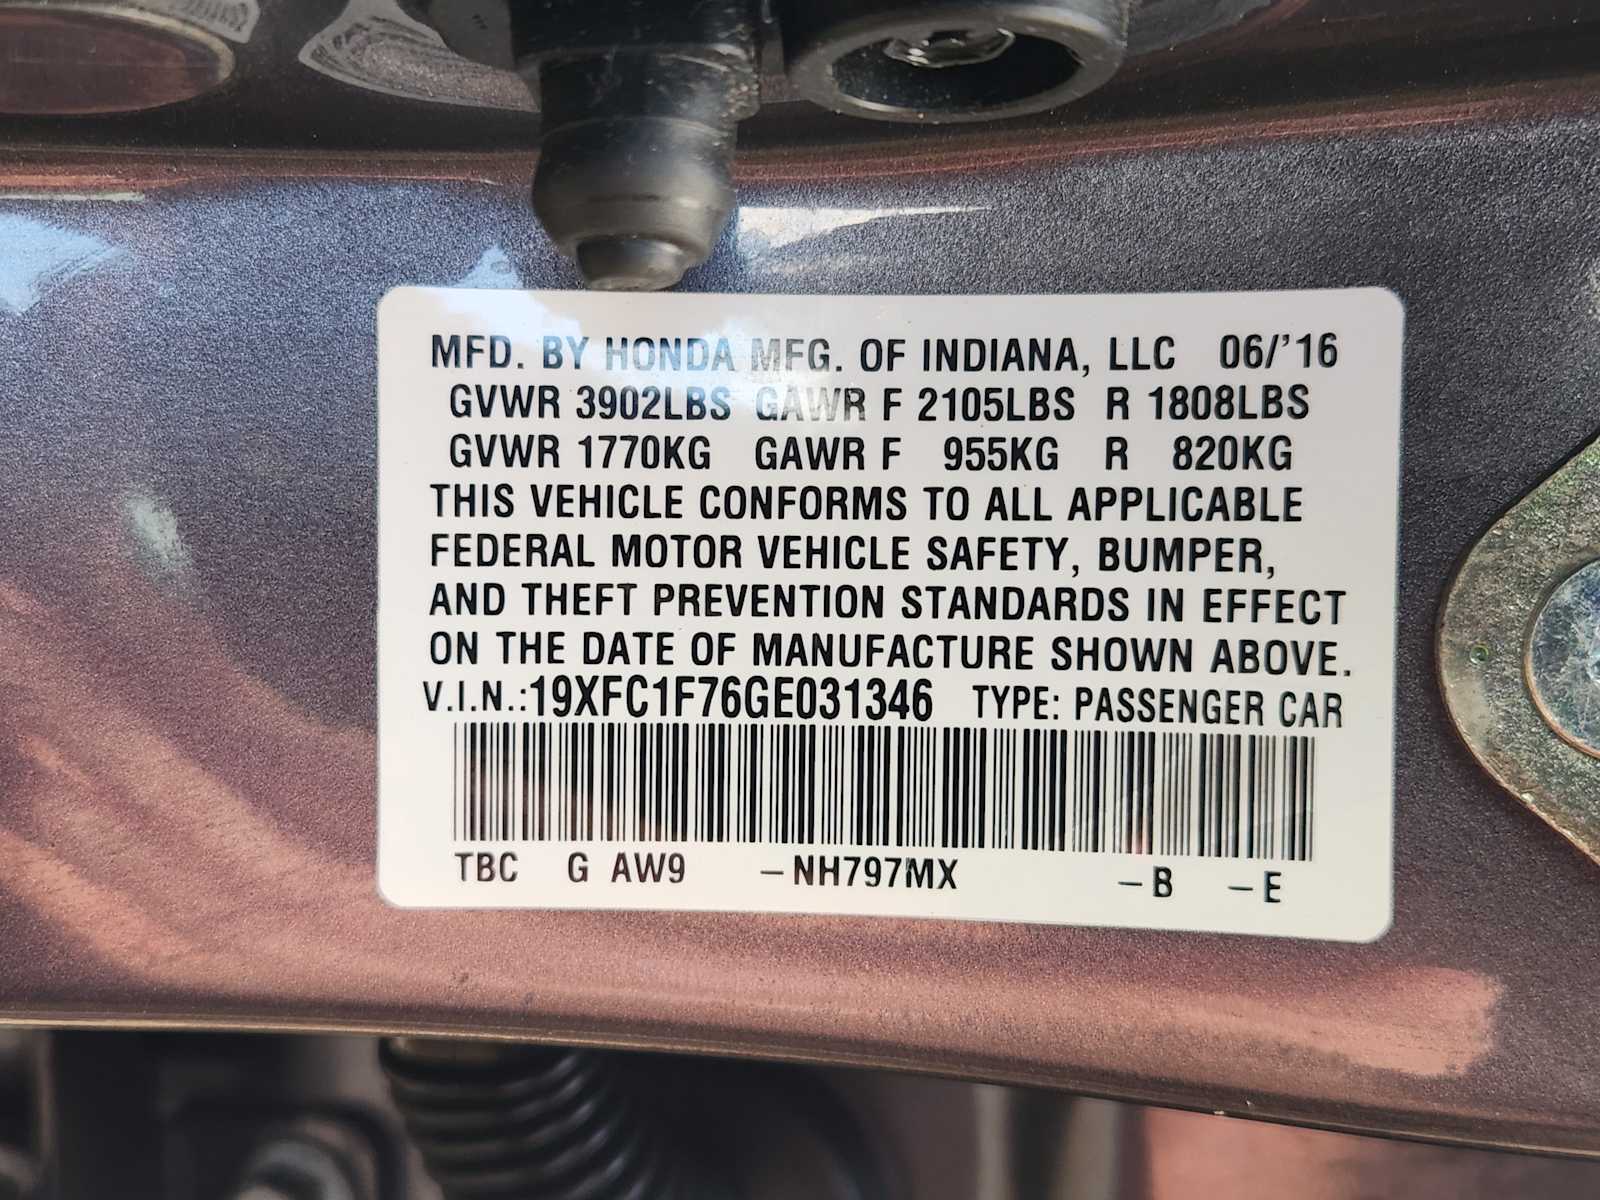 MFD. BY HONDA MFG. OF INDIANA, LLC 06/'16
GVWR 3902LBS GAWR F 2105LBS R 1808LBS
GVWR 1770KG GAWR F 955KG R 820KG
THIS VEHICLE CONFORMS TO ALL APPLICABLE
FEDERAL MOTOR VEHICLE SAFETY, BUMPER,
AND THEFT PREVENTION STANDARDS IN EFFECT
ON THE DATE OF MANUFACTURE SHOWN ABOVE.
V.I.N.:19XFC1F76GE031346 TYPE: PASSENGER CAR
TBC G AW9 –NH797MX –B –E